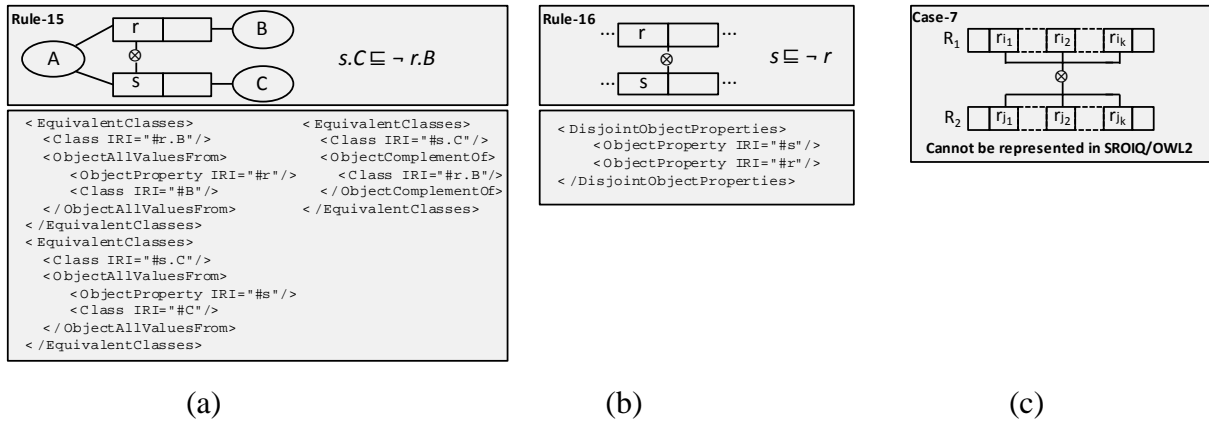 Rule-15
A
r
B
s
C
s.C ⊑ ¬ r.B
<EquivalentClasses>
<Class IRI="#r.B"/>
<ObjectAllValuesFrom>
<ObjectProperty IRI="#r"/>
<Class IRI="#B"/>
</ObjectAllValuesFrom>
</EquivalentClasses>
<EquivalentClasses>
<Class IRI="#s.C"/>
<ObjectAllValuesFrom>
<ObjectProperty IRI="#s"/>
<Class IRI="#C"/>
</ObjectAllValuesFrom>
</EquivalentClasses>
<EquivalentClasses>
<Class IRI="#s.C"/>
<ObjectComplementOf>
<Class IRI="#r.B"/>
</ObjectComplementOf>
</EquivalentClasses>
(a)
Rule-16
... r ...
... s ...
s ⊑ ¬ r
<DisjointObjectProperties>
<ObjectProperty IRI="#s"/>
<ObjectProperty IRI="#r"/>
</DisjointObjectProperties>
(b)
Case-7
R1 ri1 ri2 rik
R2 rj1 rj2 rjk
Cannot be represented in SROIQ/OWL2
(c)